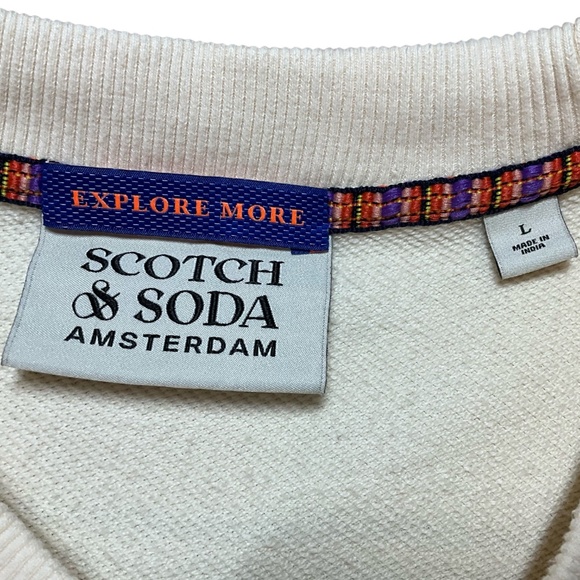 EXPLORE MORE
SCOTCH
& SODA
AMSTERDAM
L
MADE IN
INDIA